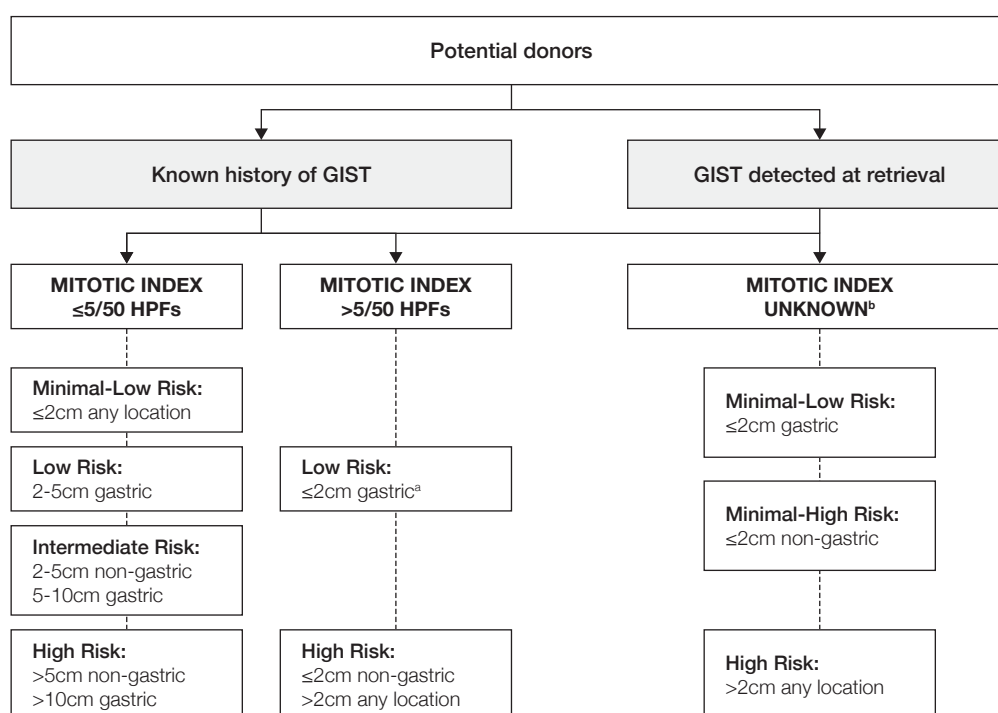 Potential donors
Known history of GIST
GIST detected at retrieval
MITOTIC INDEX
≤5/50 HPFs
MITOTIC INDEX
>5/50 HPFs
MITOTIC INDEX
UNKNOWNᵇ
Minimal-Low Risk:
≤2cm any location
Low Risk:
2-5cm gastric
Intermediate Risk:
2-5cm non-gastric
5-10cm gastric
High Risk:
>5cm non-gastric
>10cm gastric
Low Risk:
≤2cm gastricᵃ
High Risk:
≤2cm non-gastric
>2cm any location
Minimal-Low Risk:
≤2cm gastric
Minimal-High Risk:
≤2cm non-gastric
High Risk:
>2cm any location